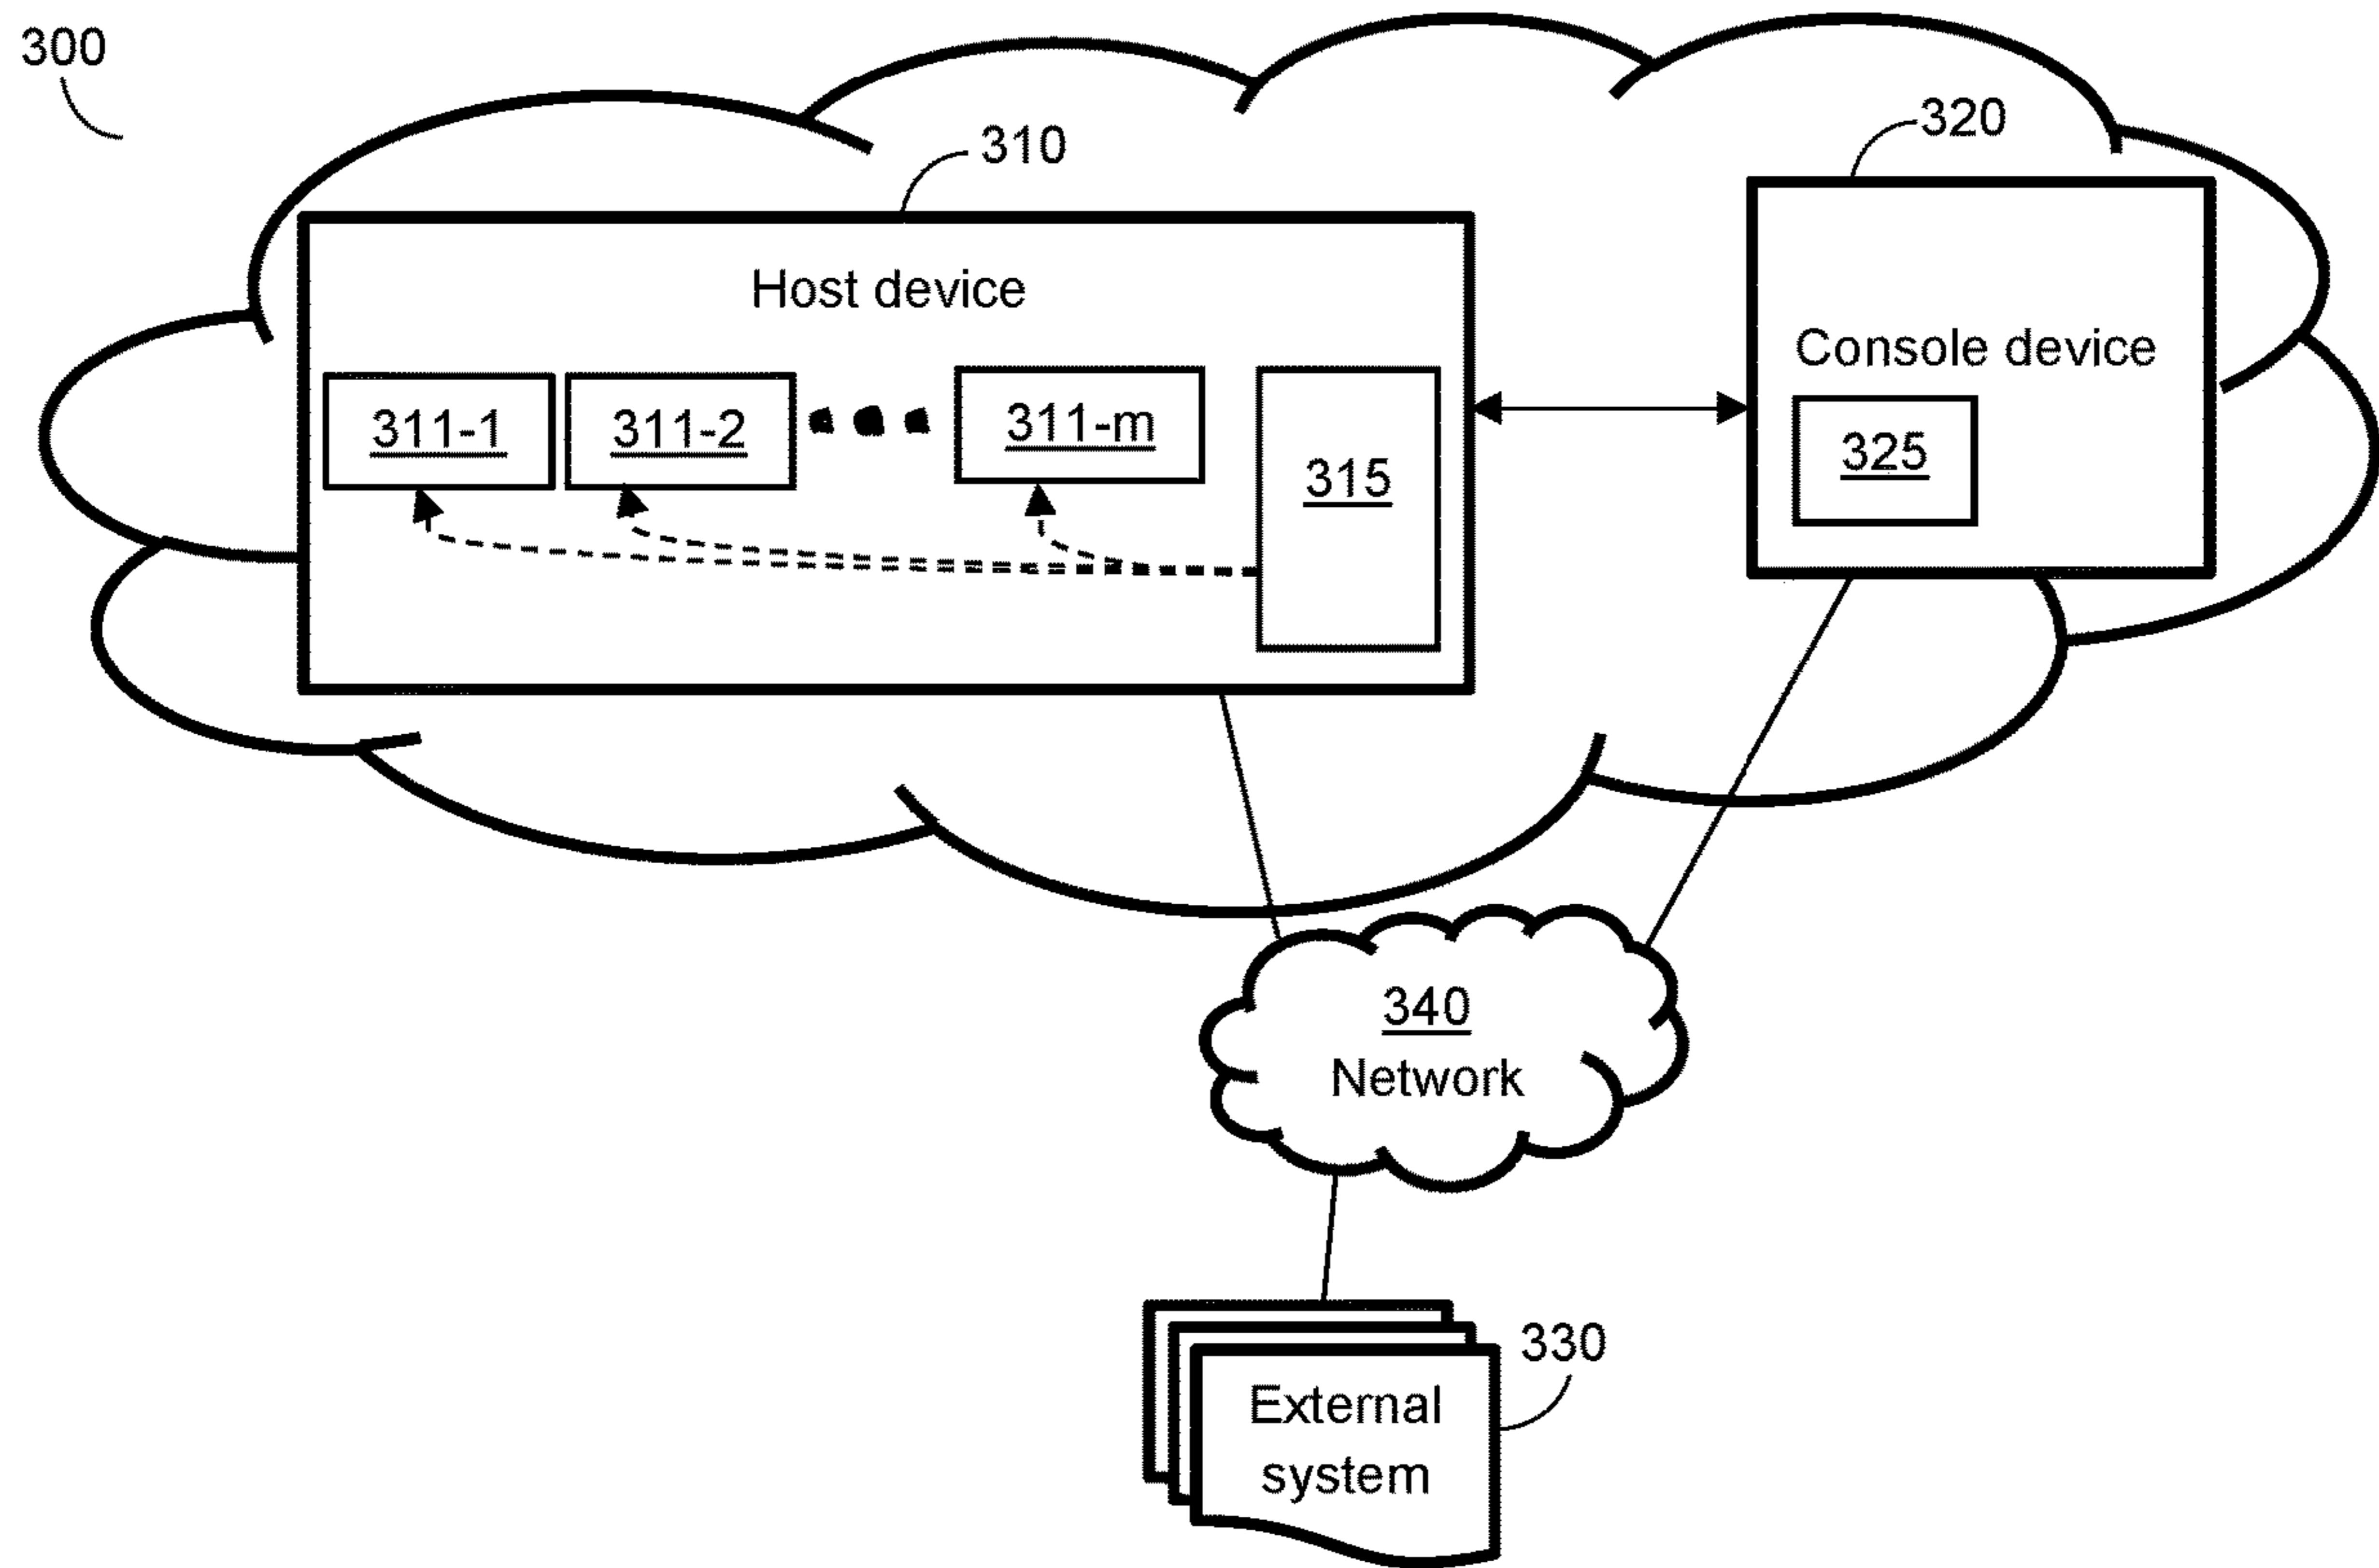 300
310
320
Host device
Console device
311-1
311-2
311-m
315
325
340
Network
330
External
system